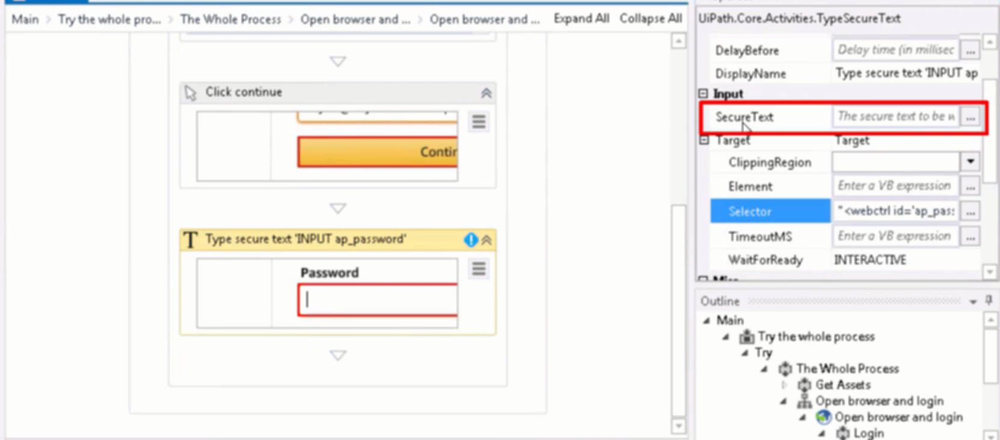 Main > Try the whole pro... > The Whole Process > Open browser and ... > Open browser and ... Expand All Collapse All
Click continue
Contin
Type secure text 'INPUT ap_password'
Password
UiPath.Core.Activities.TypeSecureText
DelayBefore Delay time (in millisec ...
DisplayName Type secure text 'INPUT ap
Input
SecureText The secure text to be w ...
Target Target
ClippingRegion
Element Enter a VB expression ...
Selector "<webctrl id='ap_pass ...
TimeoutMS Enter a VB expression ...
WaitForReady INTERACTIVE
Outline
Main
Try the whole process
Try
The Whole Process
Get Assets
Open browser and login
Open browser and login
Login